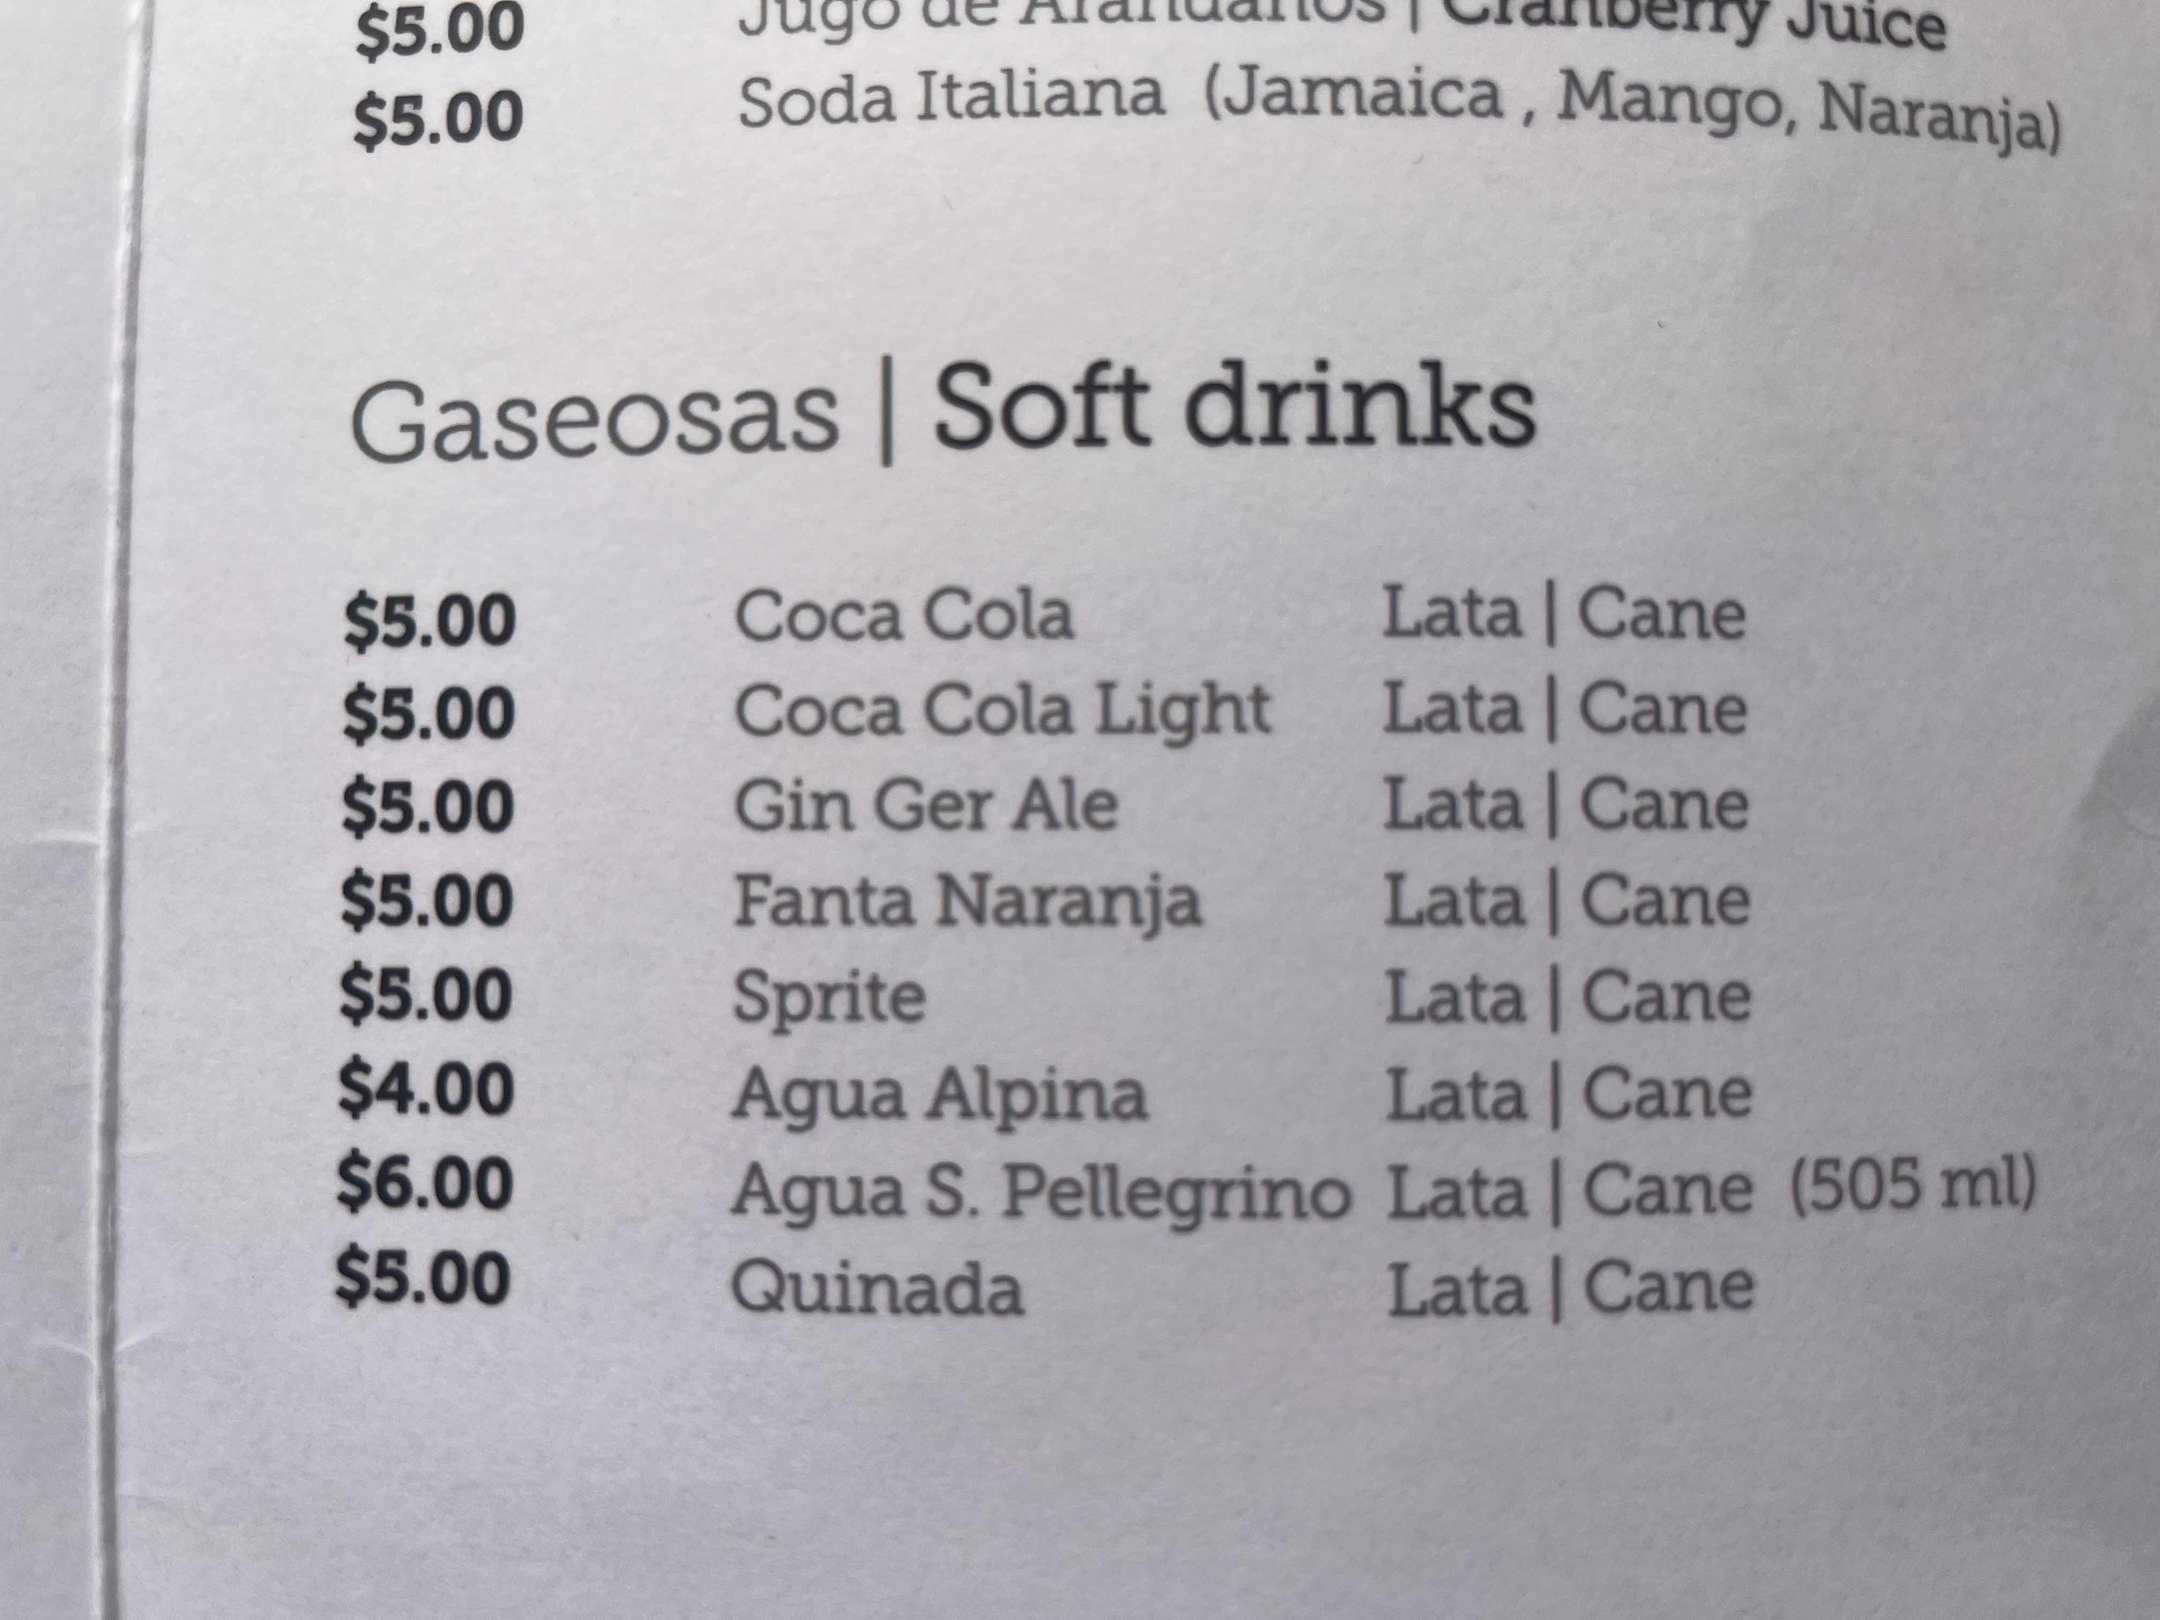 $5.00 Jugo de Arandanos | Cranberry Juice
$5.00 Soda Italiana (Jamaica , Mango, Naranja)
Gaseosas | Soft drinks
$5.00 Coca Cola Lata | Cane
$5.00 Coca Cola Light Lata | Cane
$5.00 Gin Ger Ale Lata | Cane
$5.00 Fanta Naranja Lata | Cane
$5.00 Sprite Lata | Cane
$4.00 Agua Alpina Lata | Cane
$6.00 Agua S. Pellegrino Lata | Cane (505 ml)
$5.00 Quinada Lata | Cane